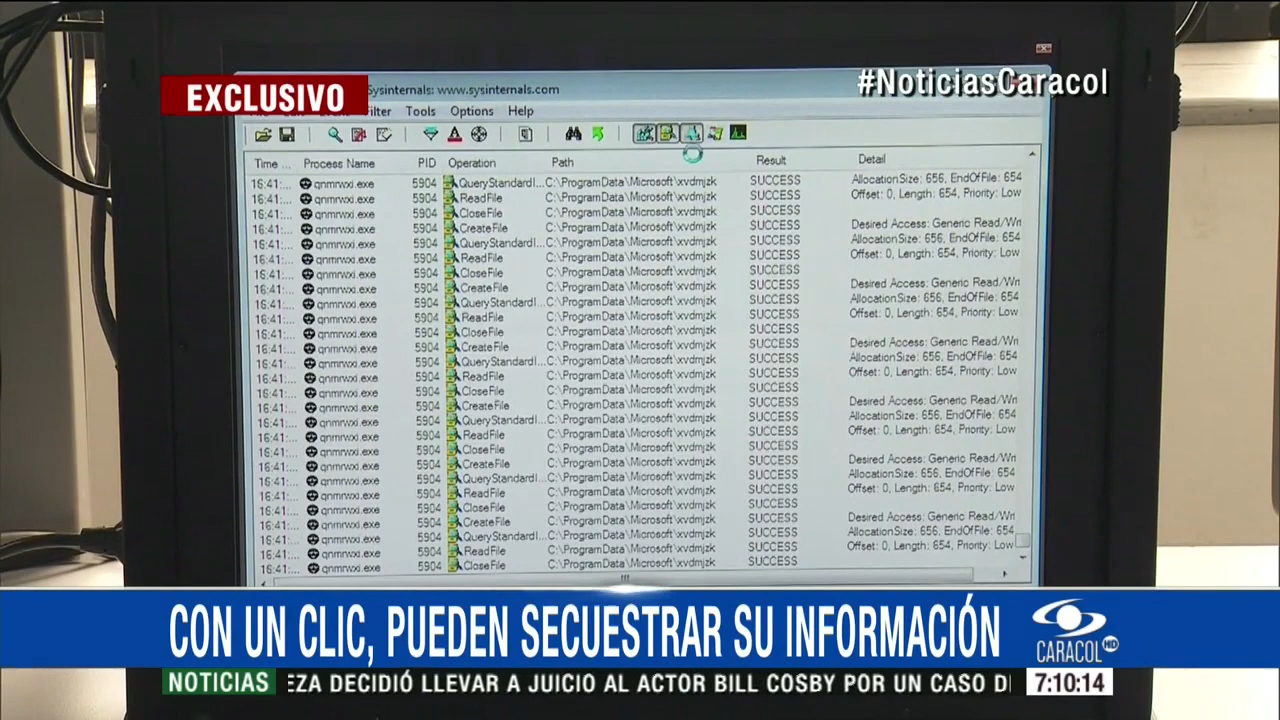 #NoticiasCaracol
EXCLUSIVO
Sysinternals: www.sysinternals.com
Filter Tools Options Help
Time ... Process Name PID Operation Path Result Detail
16:41:... qnmrwxi.exe 5904 QueryStandardI... C:\ProgramData\Microsoft\xvdmjzk SUCCESS AllocationSize: 656, EndOfFile: 654
16:41:... qnmrwxi.exe 5904 ReadFile C:\ProgramData\Microsoft\xvdmjzk SUCCESS Offset: 0, Length: 654, Priority: Low
16:41:... qnmrwxi.exe 5904 CloseFile C:\ProgramData\Microsoft\xvdmjzk SUCCESS
16:41:... qnmrwxi.exe 5904 CreateFile C:\ProgramData\Microsoft\xvdmjzk SUCCESS Desired Access: Generic Read/Wri
16:41:... qnmrwxi.exe 5904 QueryStandardI... C:\ProgramData\Microsoft\xvdmjzk SUCCESS AllocationSize: 656, EndOfFile: 654
16:41:... qnmrwxi.exe 5904 ReadFile C:\ProgramData\Microsoft\xvdmjzk SUCCESS Offset: 0, Length: 654, Priority: Low
16:41:... qnmrwxi.exe 5904 CloseFile C:\ProgramData\Microsoft\xvdmjzk SUCCESS
16:41:... qnmrwxi.exe 5904 CreateFile C:\ProgramData\Microsoft\xvdmjzk SUCCESS Desired Access: Generic Read/Wri
16:41:... qnmrwxi.exe 5904 QueryStandardI... C:\ProgramData\Microsoft\xvdmjzk SUCCESS AllocationSize: 656, EndOfFile: 654
16:41:... qnmrwxi.exe 5904 ReadFile C:\ProgramData\Microsoft\xvdmjzk SUCCESS Offset: 0, Length: 654, Priority: Low
16:41:... qnmrwxi.exe 5904 CloseFile C:\ProgramData\Microsoft\xvdmjzk SUCCESS
16:41:... qnmrwxi.exe 5904 CreateFile C:\ProgramData\Microsoft\xvdmjzk SUCCESS Desired Access: Generic Read/Wri
16:41:... qnmrwxi.exe 5904 QueryStandardI... C:\ProgramData\Microsoft\xvdmjzk SUCCESS AllocationSize: 656, EndOfFile: 654
16:41:... qnmrwxi.exe 5904 ReadFile C:\ProgramData\Microsoft\xvdmjzk SUCCESS Offset: 0, Length: 654, Priority: Low
16:41:... qnmrwxi.exe 5904 CloseFile C:\ProgramData\Microsoft\xvdmjzk SUCCESS
16:41:... qnmrwxi.exe 5904 CreateFile C:\ProgramData\Microsoft\xvdmjzk SUCCESS Desired Access: Generic Read/Wri
16:41:... qnmrwxi.exe 5904 QueryStandardI... C:\ProgramData\Microsoft\xvdmjzk SUCCESS AllocationSize: 656, EndOfFile: 654
16:41:... qnmrwxi.exe 5904 ReadFile C:\ProgramData\Microsoft\xvdmjzk SUCCESS Offset: 0, Length: 654, Priority: Low
16:41:... qnmrwxi.exe 5904 CloseFile C:\ProgramData\Microsoft\xvdmjzk SUCCESS
16:41:... qnmrwxi.exe 5904 CreateFile C:\ProgramData\Microsoft\xvdmjzk SUCCESS Desired Access: Generic Read/Wri
16:41:... qnmrwxi.exe 5904 QueryStandardI... C:\ProgramData\Microsoft\xvdmjzk SUCCESS AllocationSize: 656, EndOfFile: 654
16:41:... qnmrwxi.exe 5904 ReadFile C:\ProgramData\Microsoft\xvdmjzk SUCCESS Offset: 0, Length: 654, Priority: Low
16:41:... qnmrwxi.exe 5904 CloseFile C:\ProgramData\Microsoft\xvdmjzk SUCCESS
16:41:... qnmrwxi.exe 5904 CreateFile C:\ProgramData\Microsoft\xvdmjzk SUCCESS Desired Access: Generic Read/Wri
16:41:... qnmrwxi.exe 5904 QueryStandardI... C:\ProgramData\Microsoft\xvdmjzk SUCCESS AllocationSize: 656, EndOfFile: 654
16:41:... qnmrwxi.exe 5904 ReadFile C:\ProgramData\Microsoft\xvdmjzk SUCCESS Offset: 0, Length: 654, Priority: Low
16:41:... qnmrwxi.exe 5904 CloseFile C:\ProgramData\Microsoft\xvdmjzk SUCCESS
CON UN CLIC, PUEDEN SECUESTRAR SU INFORMACIÓN
CARACOL HD
NOTICIAS EZA DECIDIÓ LLEVAR A JUICIO AL ACTOR BILL COSBY POR UN CASO D 7:10:14